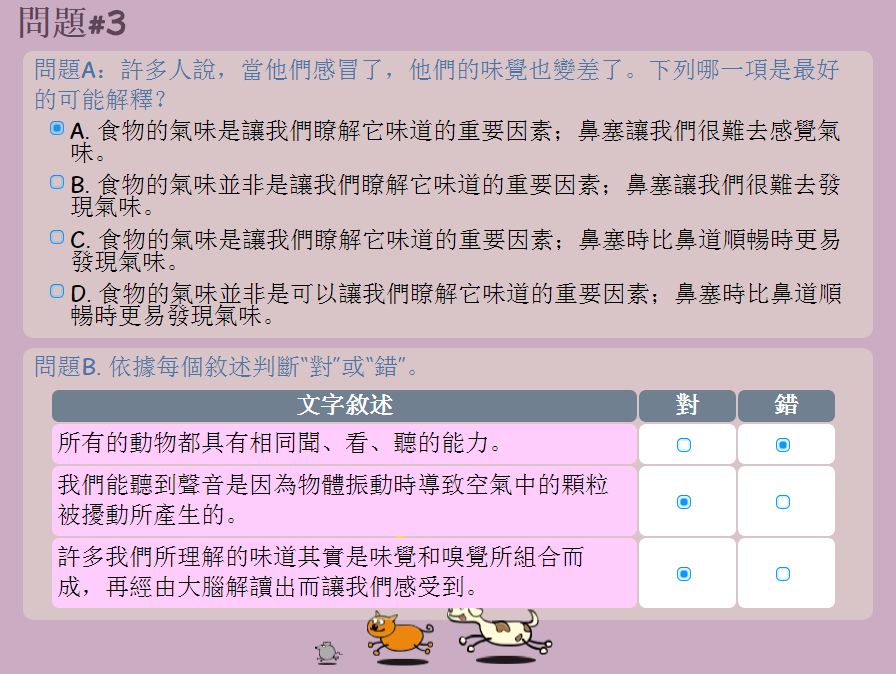 問題#3
問題A：許多人說，當他們感冒了，他們的味覺也變差了。下列哪一項是最好
的可能解釋？
A. 食物的氣味是讓我們瞭解它味道的重要因素；鼻塞讓我們很難去感覺氣
味。
B. 食物的氣味並非是讓我們瞭解它味道的重要因素；鼻塞讓我們很難去發
現氣味。
C. 食物的氣味是讓我們瞭解它味道的重要因素；鼻塞時比鼻道順暢時更易
發現氣味。
D. 食物的氣味並非是可以讓我們瞭解它味道的重要因素；鼻塞時比鼻道順
暢時更易發現氣味。
問題B. 依據每個敘述判斷“對”或“錯”。
文字敘述 對 錯
所有的動物都具有相同聞、看、聽的能力。
我們能聽到聲音是因為物體振動時導致空氣中的顆粒
被擾動所產生的。
許多我們所理解的味道其實是味覺和嗅覺所組合而
成，再經由大腦解讀出而讓我們感受到。